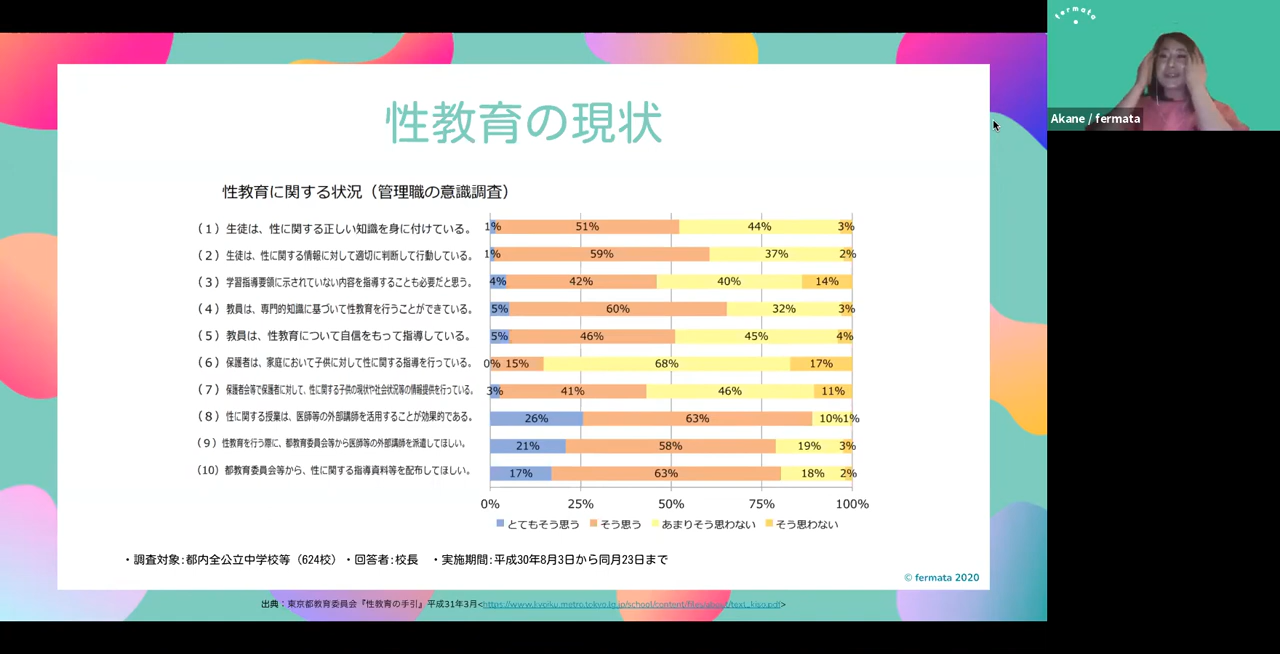 fermata
Akane / fermata
性教育の現状
性教育に関する状況（管理職の意識調査）
（1）生徒は、性に関する正しい知識を身に付けている。 1% 51% 44% 3%
（2）生徒は、性に関する情報に対して適切に判断して行動している。 1% 59% 37% 2%
（3）学習指導要領に示されていない内容を指導することも必要だと思う。 4% 42% 40% 14%
（4）教員は、専門的知識に基づいて性教育を行うことができている。 5% 60% 32% 3%
（5）教員は、性教育について自信をもって指導している。 5% 46% 45% 4%
（6）保護者は、家庭において子供に対して性に関する指導を行っている。 0% 15% 68% 17%
（7）保護者会等で保護者に対して、性に関する子供の現状や社会状況等の情報提供を行っている。 3% 41% 46% 11%
（8）性に関する授業は、医師等の外部講師を活用することが効果的である。 26% 63% 10% 1%
（9）性教育を行う際に、都教育委員会等から医師等の外部講師を派遣してほしい。 21% 58% 19% 3%
（10）都教育委員会等から、性に関する指導資料等を配布してほしい。 17% 63% 18% 2%
0% 25% 50% 75% 100%
とてもそう思う そう思う あまりそう思わない そう思わない
・調査対象:都内全公立中学校等（624校）・回答者:校長 ・実施期間:平成30年8月3日から同月23日まで
© fermata 2020
出典：東京都教育委員会『性教育の手引』平成31年3月